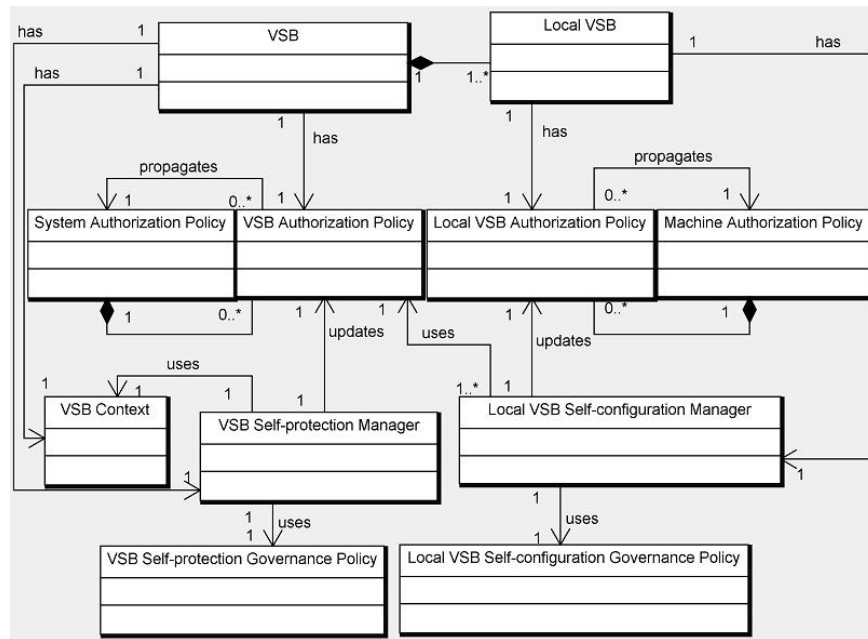 has
1
VSB
Local VSB
1
has
has
1
1
1..*
1
has
1
has
propagates
propagates
1
0..*
1
1
0..*
1
System Authorization Policy
VSB Authorization Policy
Local VSB Authorization Policy
Machine Authorization Policy
1
0..*
1
1
1
0..*
1
updates
uses
updates
uses
1
1
1
1
1..*
1
VSB Context
VSB Self-protection Manager
Local VSB Self-configuration Manager
1
1
1
uses
1
1
uses
1
VSB Self-protection Governance Policy
Local VSB Self-configuration Governance Policy